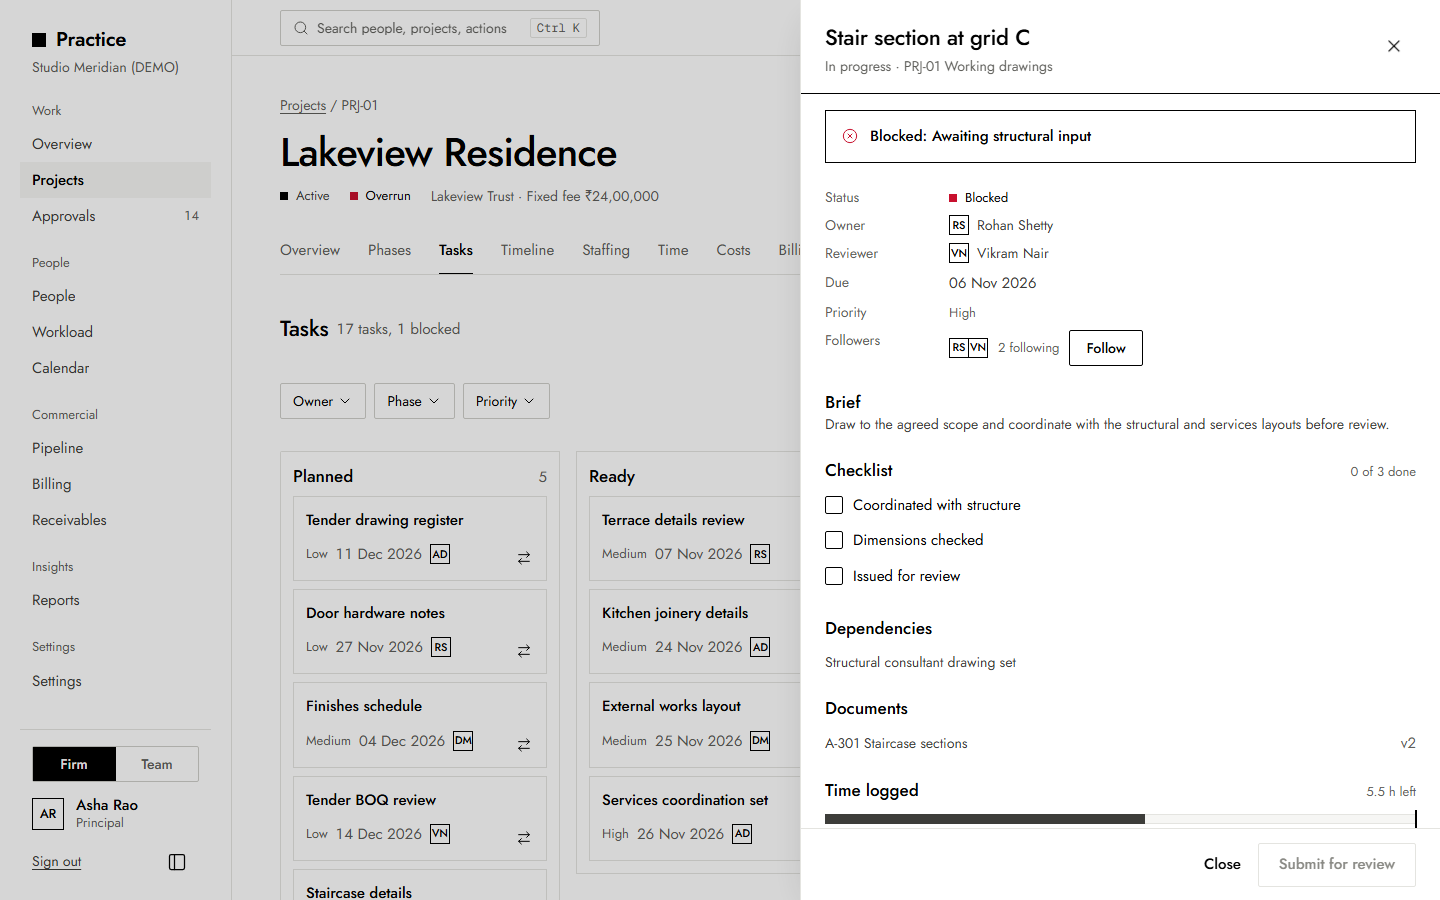 Practice
Studio Meridian (DEMO)
Work
Overview
Projects
Approvals 14
People
People
Workload
Calendar
Commercial
Pipeline
Billing
Receivables
Insights
Reports
Settings
Settings
Firm Team
AR Asha Rao
Principal
Sign out
Search people, projects, actions Ctrl K
Projects / PRJ-01
Lakeview Residence
Active Overrun Lakeview Trust · Fixed fee ₹24,00,000
Overview Phases Tasks Timeline Staffing Time Costs Billi
Tasks 17 tasks, 1 blocked
Owner Phase Priority
Planned 5
Tender drawing register
Low 11 Dec 2026 AD
Door hardware notes
Low 27 Nov 2026 RS
Finishes schedule
Medium 04 Dec 2026 DM
Tender BOQ review
Low 14 Dec 2026 VN
Staircase details
Ready
Terrace details review
Medium 07 Nov 2026 RS
Kitchen joinery details
Medium 24 Nov 2026 AD
External works layout
Medium 25 Nov 2026 DM
Services coordination set
High 26 Nov 2026 AD
Stair section at grid C
In progress · PRJ-01 Working drawings
Blocked: Awaiting structural input
Status Blocked
Owner RS Rohan Shetty
Reviewer VN Vikram Nair
Due 06 Nov 2026
Priority High
Followers RS VN 2 following Follow
Brief
Draw to the agreed scope and coordinate with the structural and services layouts before review.
Checklist 0 of 3 done
Coordinated with structure
Dimensions checked
Issued for review
Dependencies
Structural consultant drawing set
Documents
A-301 Staircase sections v2
Time logged 5.5 h left
Close Submit for review